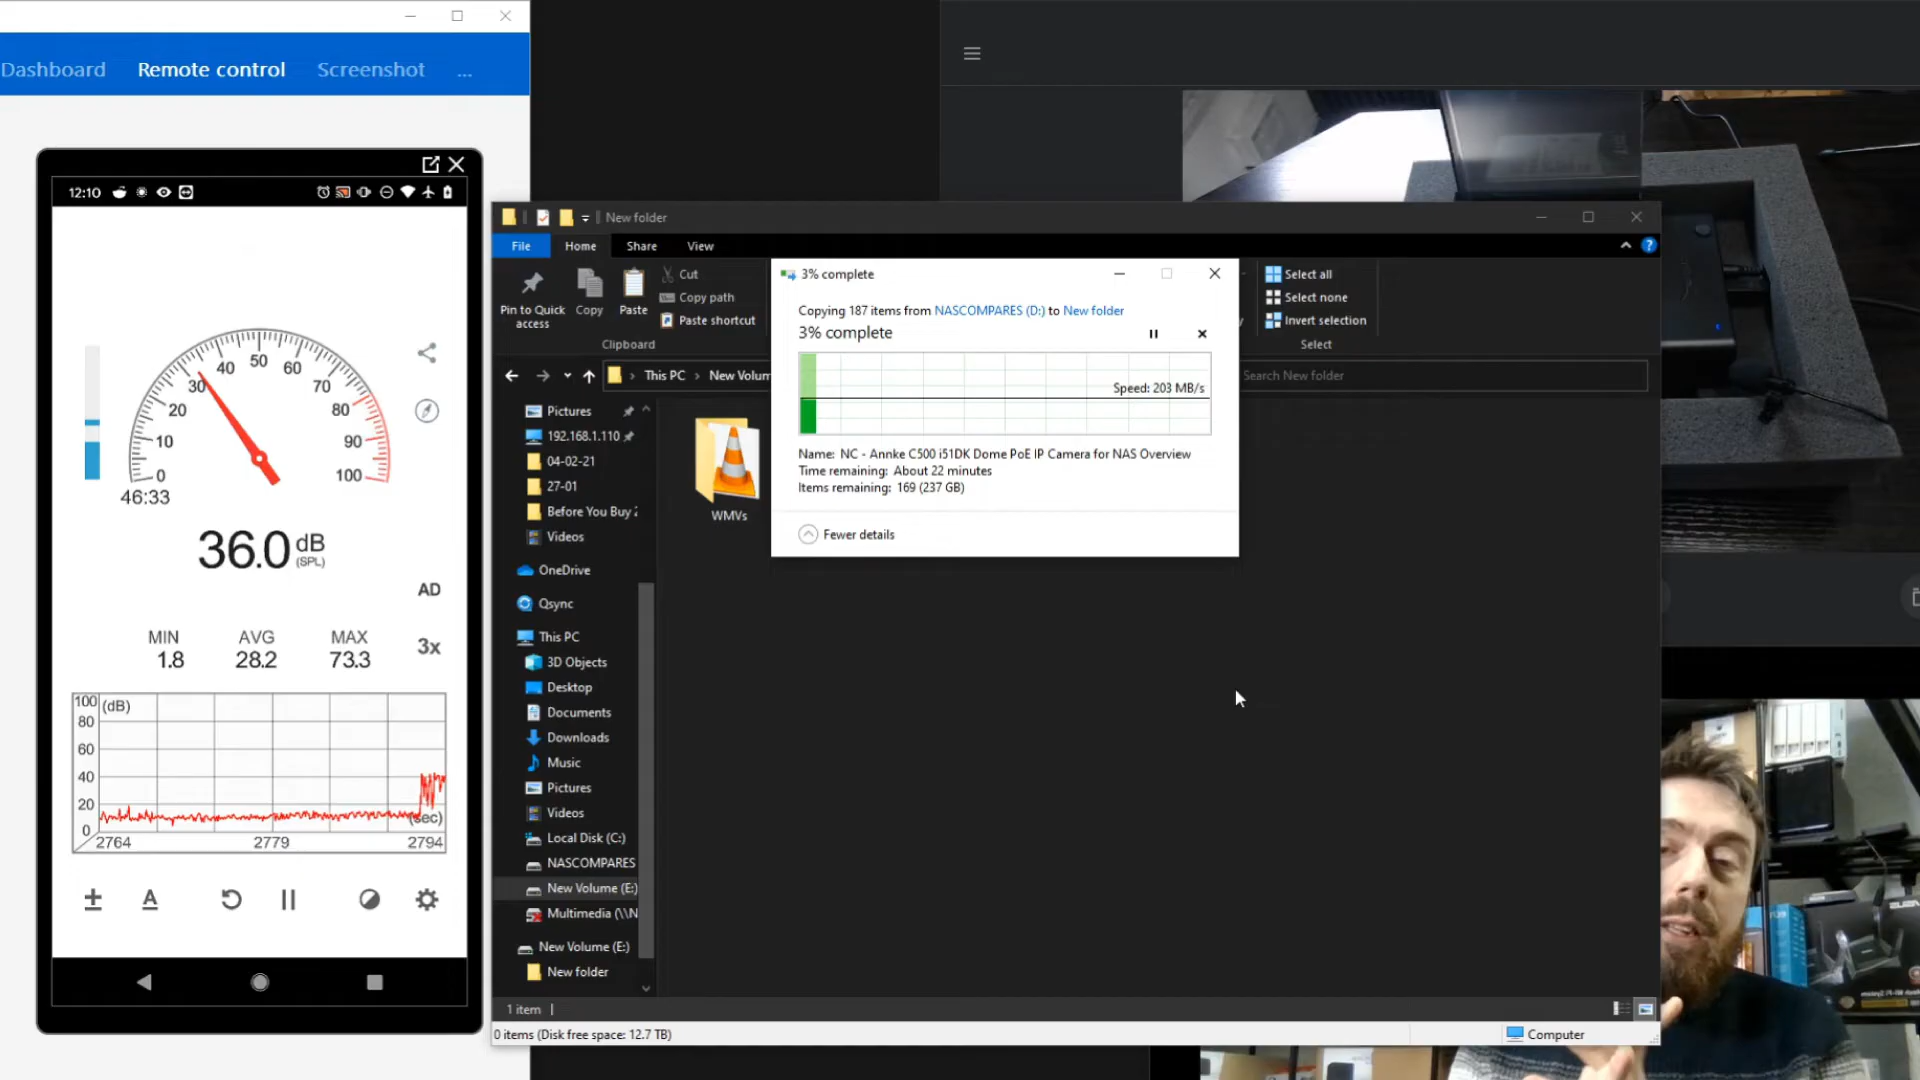 Dashboard Remote control Screenshot ...
12:10
0 10 20 30 40 50 60 70 80 90 100
46:33
36.0 dB
(SPL)
AD
MIN AVG MAX
1.8 28.2 73.3
3x
100 (dB)
80
60
40
20
0 (sec)
2764 2779 2794
A
New folder
File Home Share View
Pin to Quick access
Copy
Paste
Cut
Copy path
Paste shortcut
Clipboard
Select all
Select none
Invert selection
Select
This PC New Volum
Search New folder
3% complete
Copying 187 items from NASCOMPARES (D:) to New folder
3% complete
Speed: 203 MB/s
Name: NC - Annke C500 i51DK Dome PoE IP Camera for NAS Overview
Time remaining: About 22 minutes
Items remaining: 169 (237 GB)
Fewer details
WMVs
Pictures
192.168.1.110
04-02-21
27-01
Before You Buy 2
Videos
OneDrive
Qsync
This PC
3D Objects
Desktop
Documents
Downloads
Music
Pictures
Videos
Local Disk (C:)
NASCOMPARES
New Volume (E:)
Multimedia (\\N
New Volume (E:)
New folder
1 item
0 items (Disk free space: 12.7 TB)
Computer